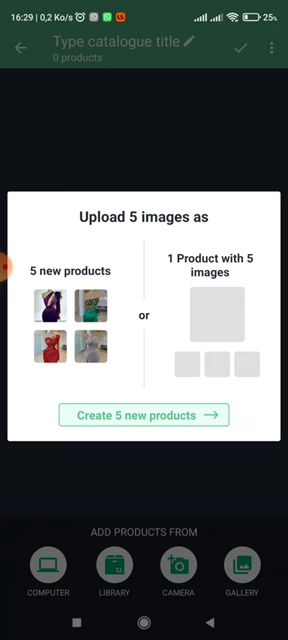 16:29 | 0,2 Ko/s
25%
Type catalogue title
0 products
Upload 5 images as
5 new products
or
1 Product with 5
images
Create 5 new products
ADD PRODUCTS FROM
COMPUTER
LIBRARY
CAMERA
GALLERY